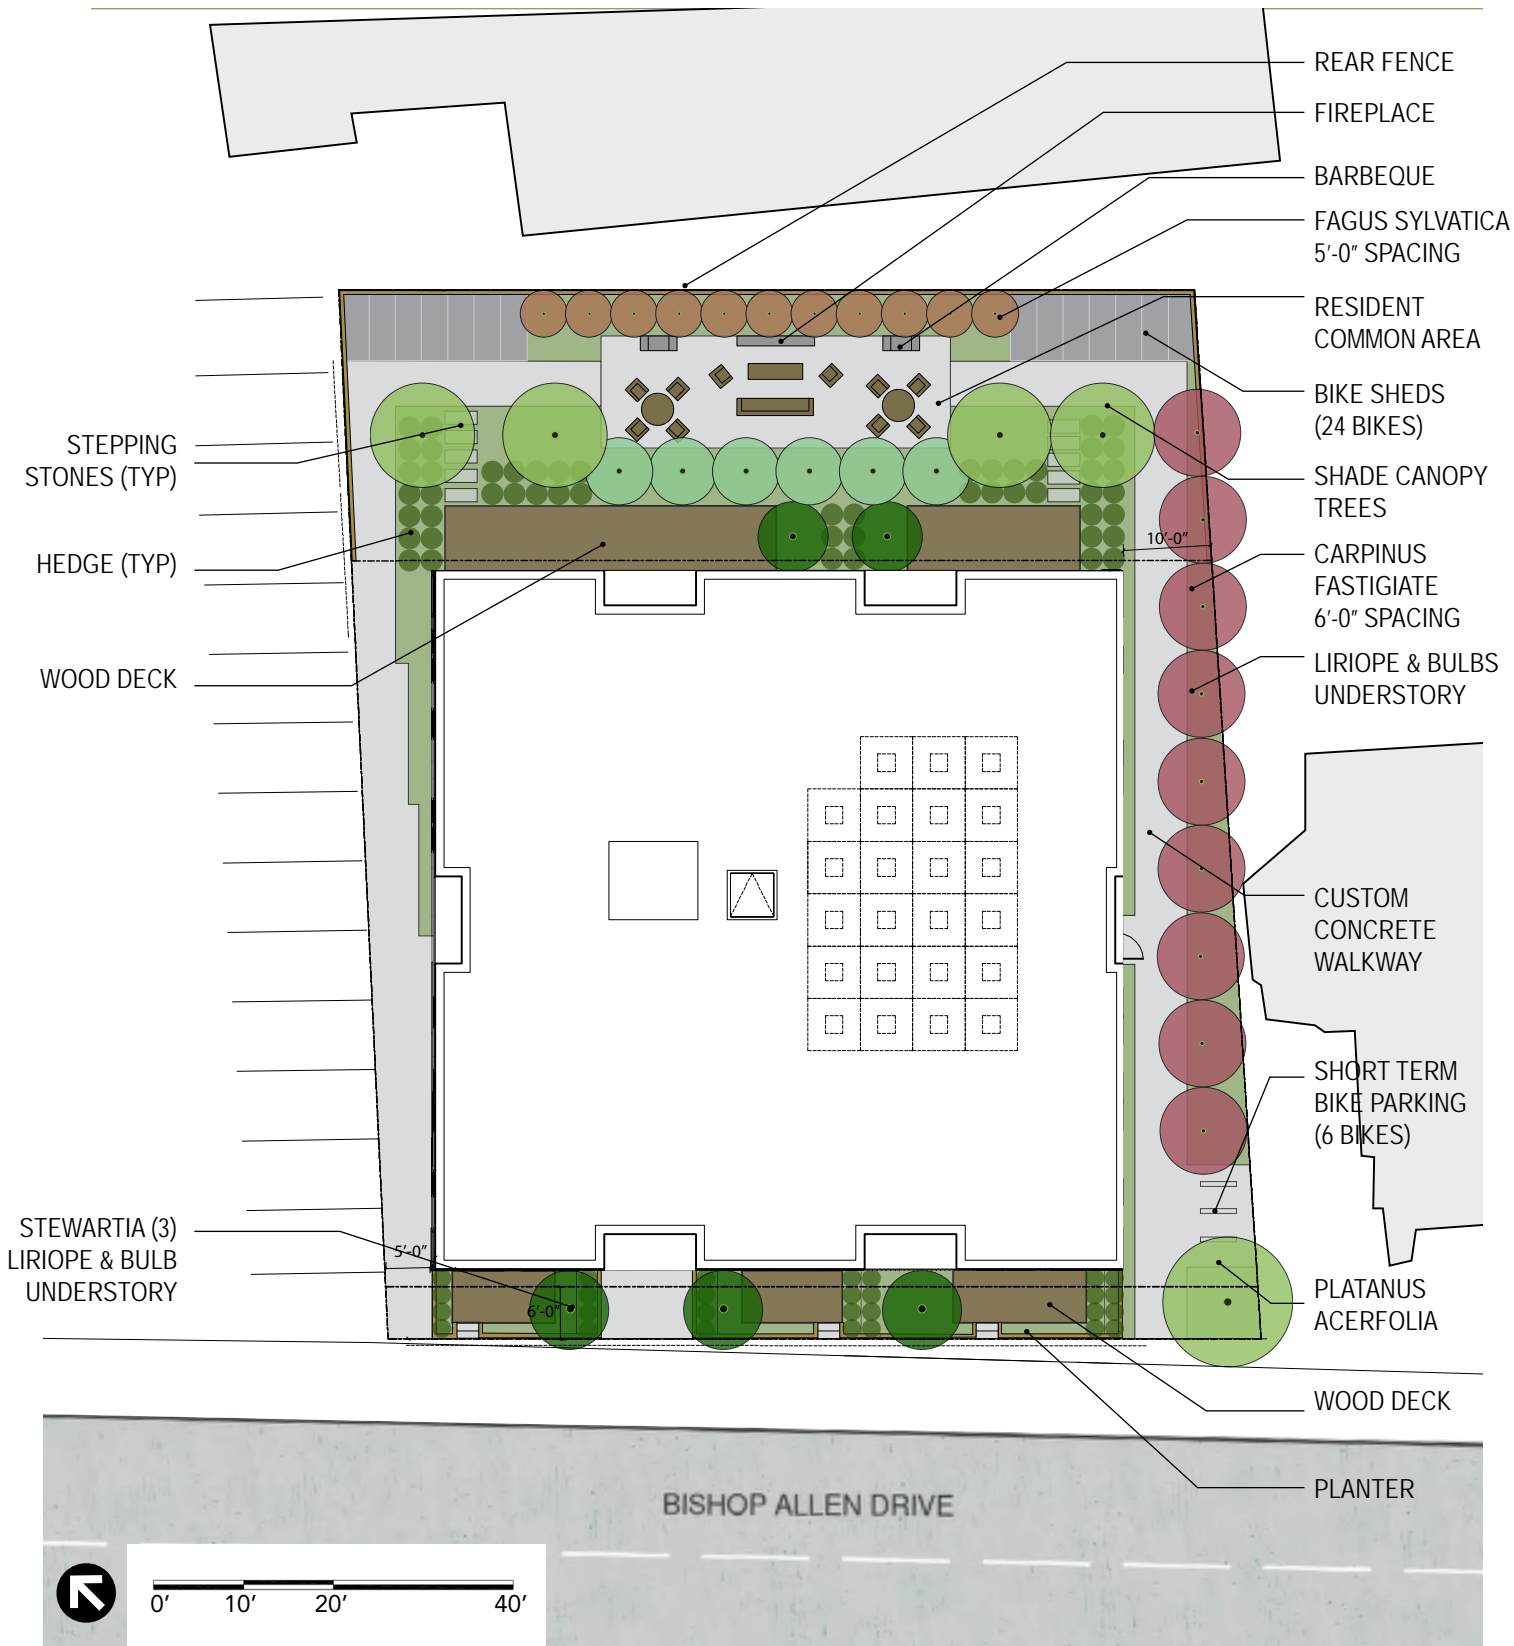 REAR FENCE
FIREPLACE
BARBEQUE
FAGUS SYLVATICA
5'-0" SPACING
RESIDENT
COMMON AREA
BIKE SHEDS
(24 BIKES)
SHADE CANOPY
TREES
10'-0"
CARPINUS
FASTIGIATE
6'-0" SPACING
LIRIOPE & BULBS
UNDERSTORY
CUSTOM
CONCRETE
WALKWAY
SHORT TERM
BIKE PARKING
(6 BIKES)
PLATANUS
ACERFOLIA
WOOD DECK
PLANTER
STEPPING
STONES (TYP)
HEDGE (TYP)
WOOD DECK
STEWARTIA (3)
LIRIOPE & BULB
UNDERSTORY
5'-0"
6'-0"
BISHOP ALLEN DRIVE
0' 10' 20' 40'